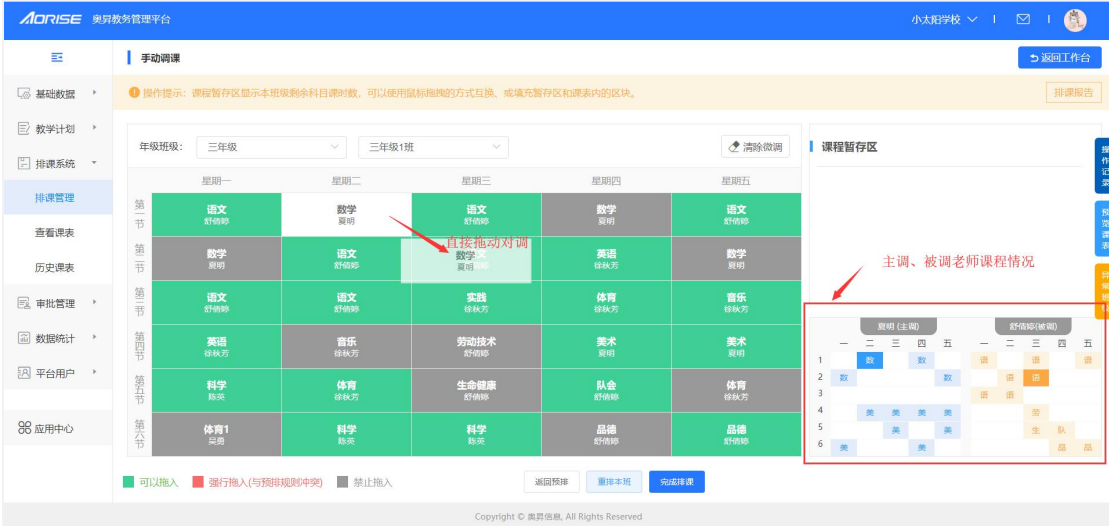 AORISE 奥昇教务管理平台
小太阳学校
手动调课
返回工作台
基础数据
教学计划
排课系统
排课管理
查看课表
历史课表
审批管理
数据统计
平台用户
应用中心
操作提示：课程暂存区显示本班级剩余科目课时数，可以使用鼠标拖拽的方式互换、或填充暂存区和课表内的区块。
排课报告
年级班级： 三年级 三年级1班 清除微调
星期一 星期二 星期三 星期四 星期五
第一节
语文 数学 语文 数学 语文
舒倩婷 夏明 舒倩婷 夏明 舒倩婷
直接拖动对调
第二节
数学 语文 数学 英语 数学
夏明 舒倩婷 夏明 徐秋芳 夏明
第三节
语文 语文 实践 体育 音乐
舒倩婷 舒倩婷 徐秋芳 徐秋芳 徐秋芳
第四节
英语 音乐 劳动技术 美术 美术
徐秋芳 徐秋芳 舒倩婷 夏明 夏明
第五节
科学 体育 生命健康 队会 体育
陈英 徐秋芳 舒倩婷 舒倩婷 徐秋芳
第六节
体育1 科学 科学 品德 品德
吴勇 陈英 陈英 舒倩婷 舒倩婷
可以拖入 强行拖入(与预排规则冲突) 禁止拖入
返回预排 重排本班 完成排课
课程暂存区
操作记录
预览课表
主调、被调老师课程情况
夏明 (主调) 舒倩婷(被调)
一 二 三 四 五 一 二 三 四 五
1 数 数 语 语 语
2 数 数 语 语
3 语 语
4 美 美 美 美 劳
5 美 美 生 队
6 美 美 品 品
Copyright © 奥昇信息, All Rights Reserved